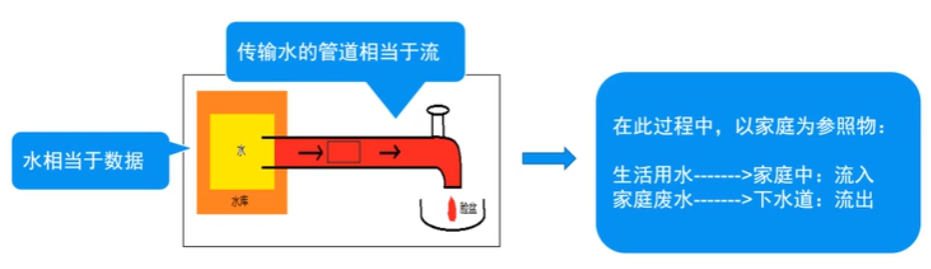 传输水的管道相当于流
水相当于数据
水
水库
脸盆
在此过程中，以家庭为参照物：
生活用水------->家庭中：流入
家庭废水------->下水道：流出